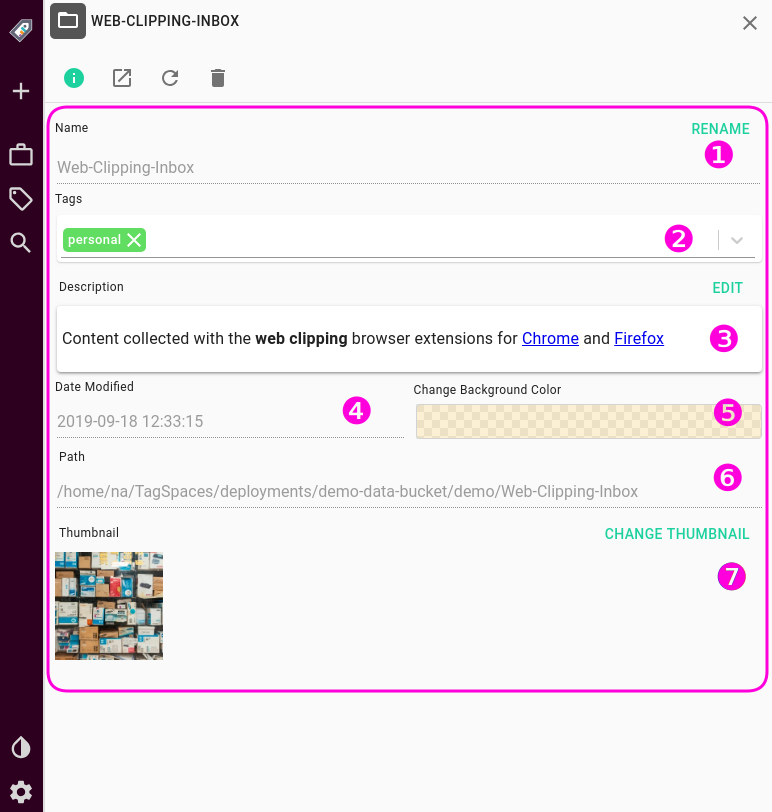 WEB-CLIPPING-INBOX
Name
RENAME
1
Web-Clipping-Inbox
Tags
personal
2
Description
EDIT
Content collected with the web clipping browser extensions for Chrome and Firefox
3
Date Modified
Change Background Color
4
5
2019-09-18 12:33:15
Path
6
/home/na/TagSpaces/deployments/demo-data-bucket/demo/Web-Clipping-Inbox
Thumbnail
CHANGE THUMBNAIL
7